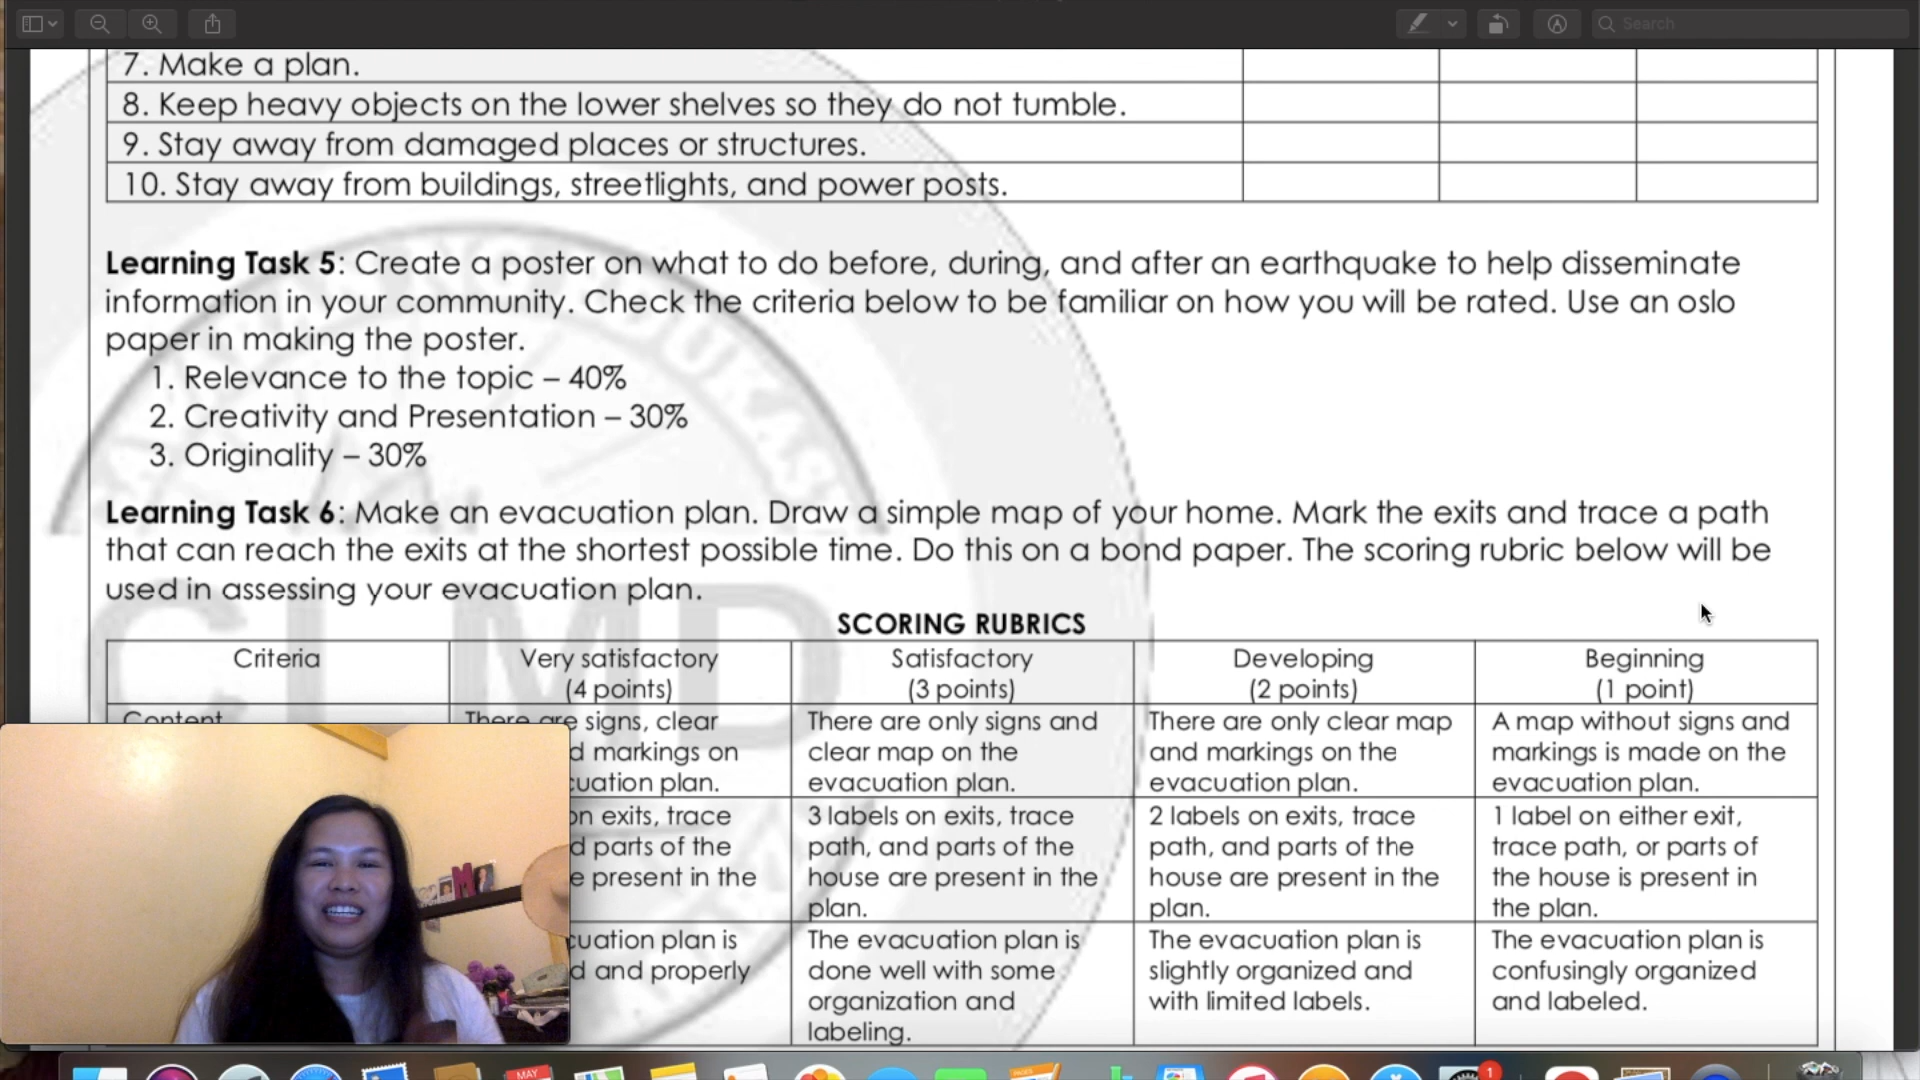 Search
7. Make a plan.
8. Keep heavy objects on the lower shelves so they do not tumble.
9. Stay away from damaged places or structures.
10. Stay away from buildings, streetlights, and power posts.
Learning Task 5: Create a poster on what to do before, during, and after an earthquake to help disseminate
information in your community. Check the criteria below to be familiar on how you will be rated. Use an oslo
paper in making the poster.
1. Relevance to the topic – 40%
2. Creativity and Presentation – 30%
3. Originality – 30%
Learning Task 6: Make an evacuation plan. Draw a simple map of your home. Mark the exits and trace a path
that can reach the exits at the shortest possible time. Do this on a bond paper. The scoring rubric below will be
used in assessing your evacuation plan.
CLMD
SCORING RUBRICS
Criteria
Very satisfactory
(4 points)
Satisfactory
(3 points)
Developing
(2 points)
Beginning
(1 point)
Content
There are signs, clear
d markings on
cuation plan.
There are only signs and
clear map on the
evacuation plan.
There are only clear map
and markings on the
evacuation plan.
A map without signs and
markings is made on the
evacuation plan.
on exits, trace
d parts of the
e present in the
3 labels on exits, trace
path, and parts of the
house are present in the
plan.
2 labels on exits, trace
path, and parts of the
house are present in the
plan.
1 label on either exit,
trace path, or parts of
the house is present in
the plan.
cuation plan is
d and properly
The evacuation plan is
done well with some
organization and
labeling.
The evacuation plan is
slightly organized and
with limited labels.
The evacuation plan is
confusingly organized
and labeled.
M
MAY
PAGES
1